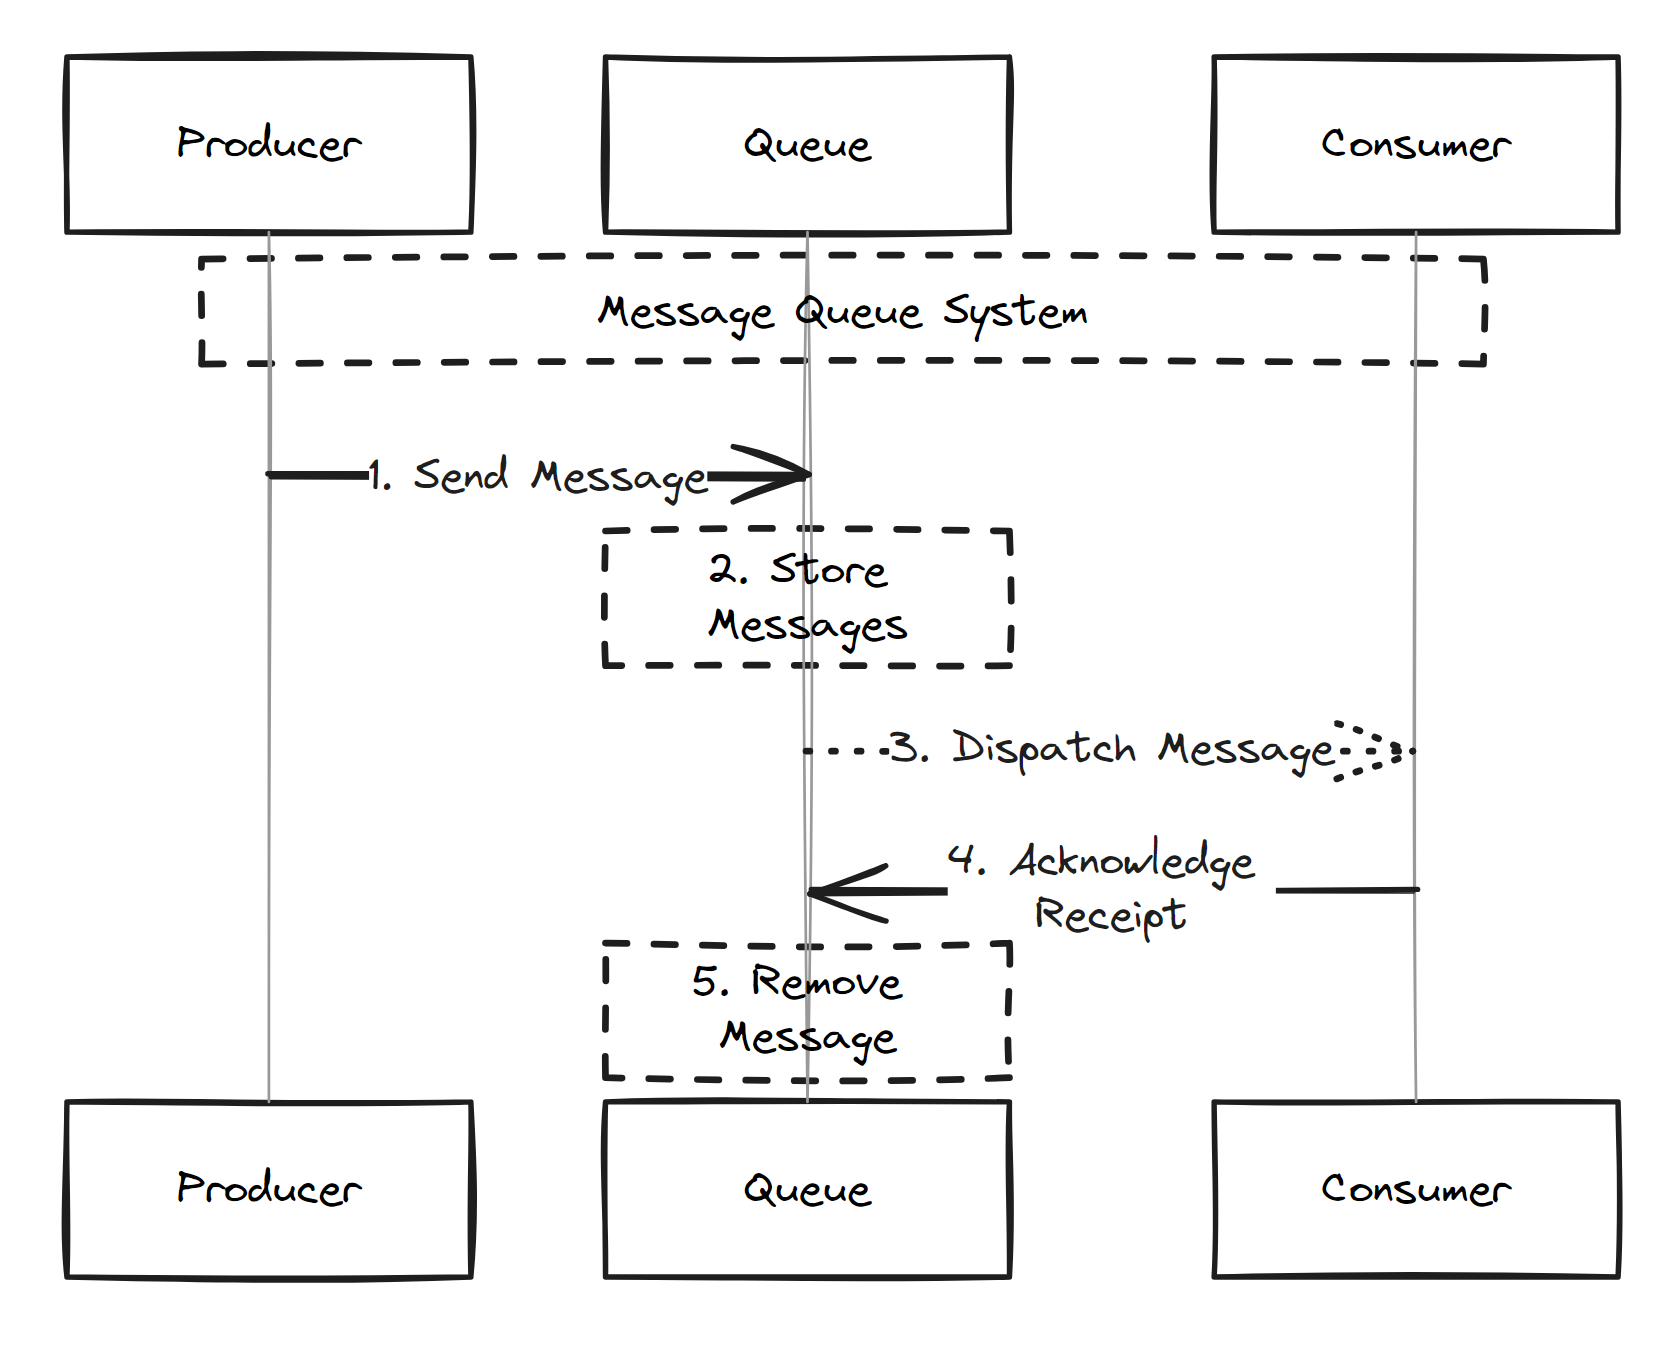 Producer
Queue
Consumer
Message Queue System
1. Send Message
2. Store
Messages
3. Dispatch Message
4. Acknowledge
Receipt
5. Remove
Message
Producer
Queue
Consumer